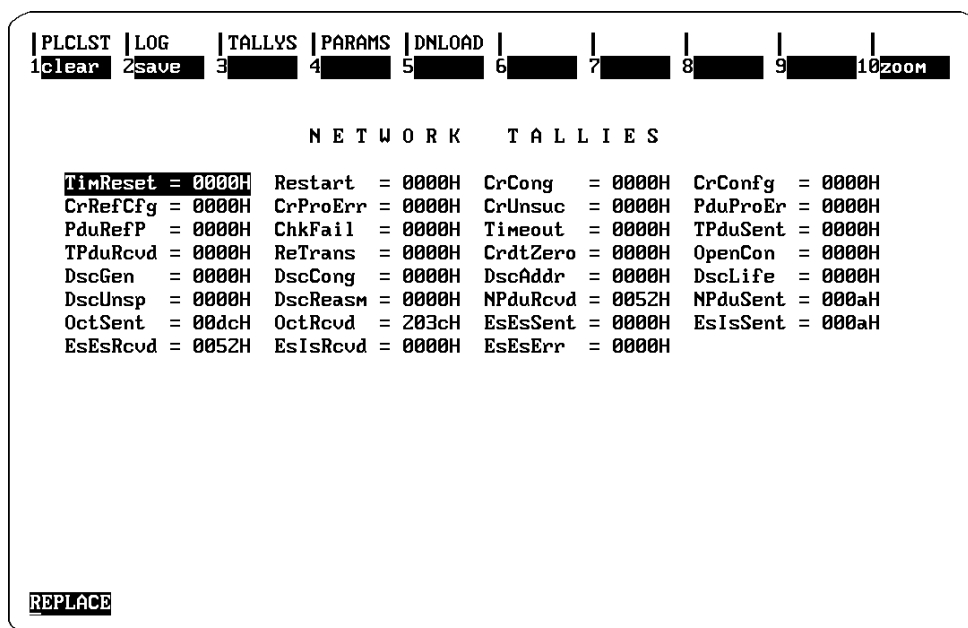 |PLCLST |LOG |TALLYS |PARAMS |DNLOAD | | | | |
1clear 2save 3 4 5 6 7 8 9 10zoom
N E T W O R K T A L L I E S
TimReset = 0000H Restart = 0000H CrCong = 0000H CrConfg = 0000H
CrRefCfg = 0000H CrProErr = 0000H CrUnsuc = 0000H PduProEr = 0000H
PduRefP = 0000H ChkFail = 0000H Timeout = 0000H TPduSent = 0000H
TPduRcvd = 0000H ReTrans = 0000H CrdtZero = 0000H OpenCon = 0000H
DscGen = 0000H DscCong = 0000H DscAddr = 0000H DscLife = 0000H
DscUnsp = 0000H DscReasm = 0000H NPduRcvd = 0052H NPduSent = 000aH
OctSent = 00dcH OctRcvd = 203cH EsEsSent = 0000H EsIsSent = 000aH
EsEsRcvd = 0052H EsIsRcvd = 0000H EsEsErr = 0000H
REPLACE